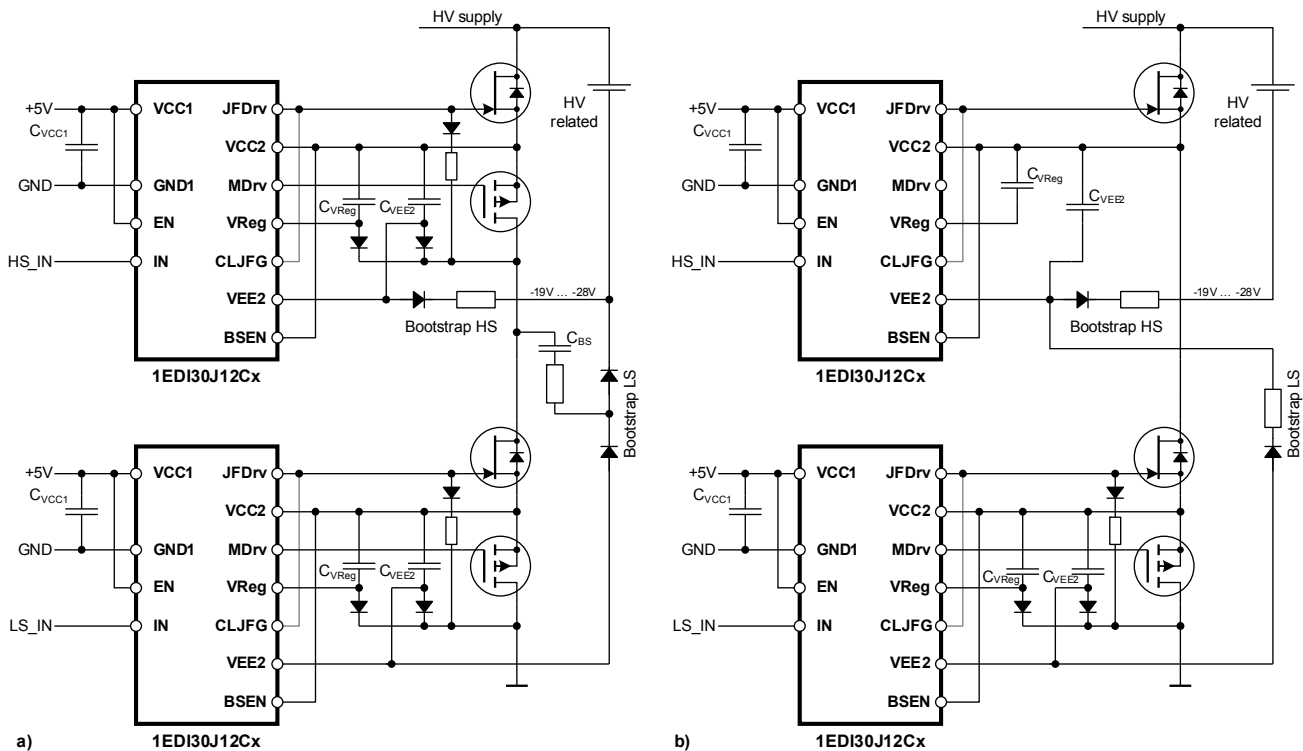 HV supply
HV related
+5V
CVCC1
GND
HS_IN
VCC1
GND1
EN
IN
JFDrv
VCC2
MDrv
VReg
CLJFG
VEE2
BSEN
CVReg
CVEE2
-19V ... -28V
Bootstrap HS
CBS
Bootstrap LS
1EDI30J12Cx
+5V
CVCC1
GND
LS_IN
VCC1
GND1
EN
IN
JFDrv
VCC2
MDrv
VReg
CLJFG
VEE2
BSEN
CVReg
CVEE2
a)
1EDI30J12Cx
HV supply
HV related
+5V
CVCC1
GND
HS_IN
VCC1
GND1
EN
IN
JFDrv
VCC2
MDrv
VReg
CLJFG
VEE2
BSEN
CVReg
CVEE2
-19V ... -28V
Bootstrap HS
Bootstrap LS
1EDI30J12Cx
+5V
CVCC1
GND
LS_IN
VCC1
GND1
EN
IN
JFDrv
VCC2
MDrv
VReg
CLJFG
VEE2
BSEN
CVReg
CVEE2
b)
1EDI30J12Cx